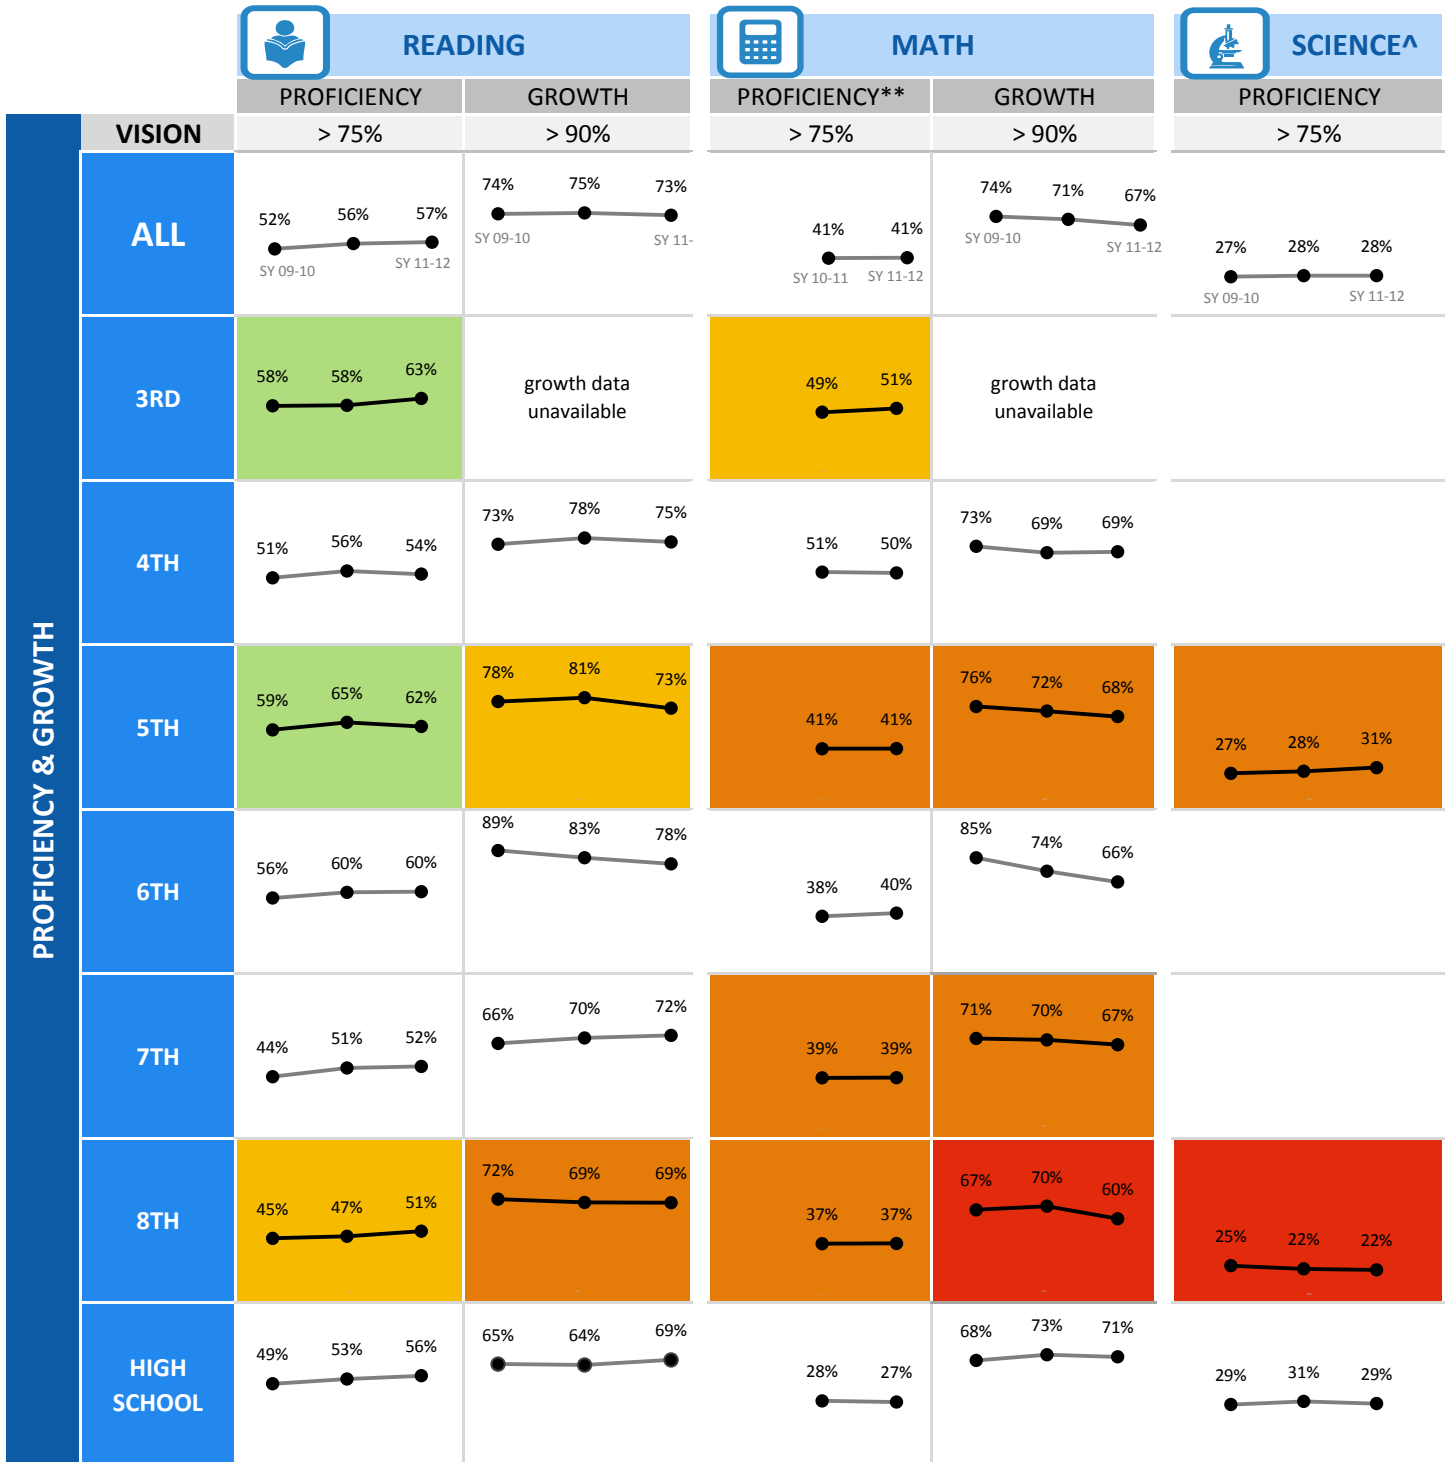 READING
MATH
SCIENCE^
PROFICIENCY
GROWTH
PROFICIENCY**
GROWTH
PROFICIENCY
VISION
> 75%
> 90%
> 75%
> 90%
> 75%
PROFICIENCY & GROWTH
ALL
52% 56% 57%
SY 09-10 SY 11-12
74% 75% 73%
SY 09-10 SY 11-
41% 41%
SY 10-11 SY 11-12
74% 71% 67%
SY 09-10 SY 11-12
27% 28% 28%
SY 09-10 SY 11-12
3RD
58% 58% 63%
growth data
unavailable
49% 51%
growth data
unavailable
4TH
51% 56% 54%
73% 78% 75%
51% 50%
73% 69% 69%
5TH
59% 65% 62%
78% 81% 73%
41% 41%
76% 72% 68%
27% 28% 31%
6TH
56% 60% 60%
89% 83% 78%
38% 40%
85% 74% 66%
7TH
44% 51% 52%
66% 70% 72%
39% 39%
71% 70% 67%
8TH
45% 47% 51%
72% 69% 69%
37% 37%
67% 70% 60%
25% 22% 22%
HIGH
SCHOOL
49% 53% 56%
65% 64% 69%
28% 27%
68% 73% 71%
29% 31% 29%